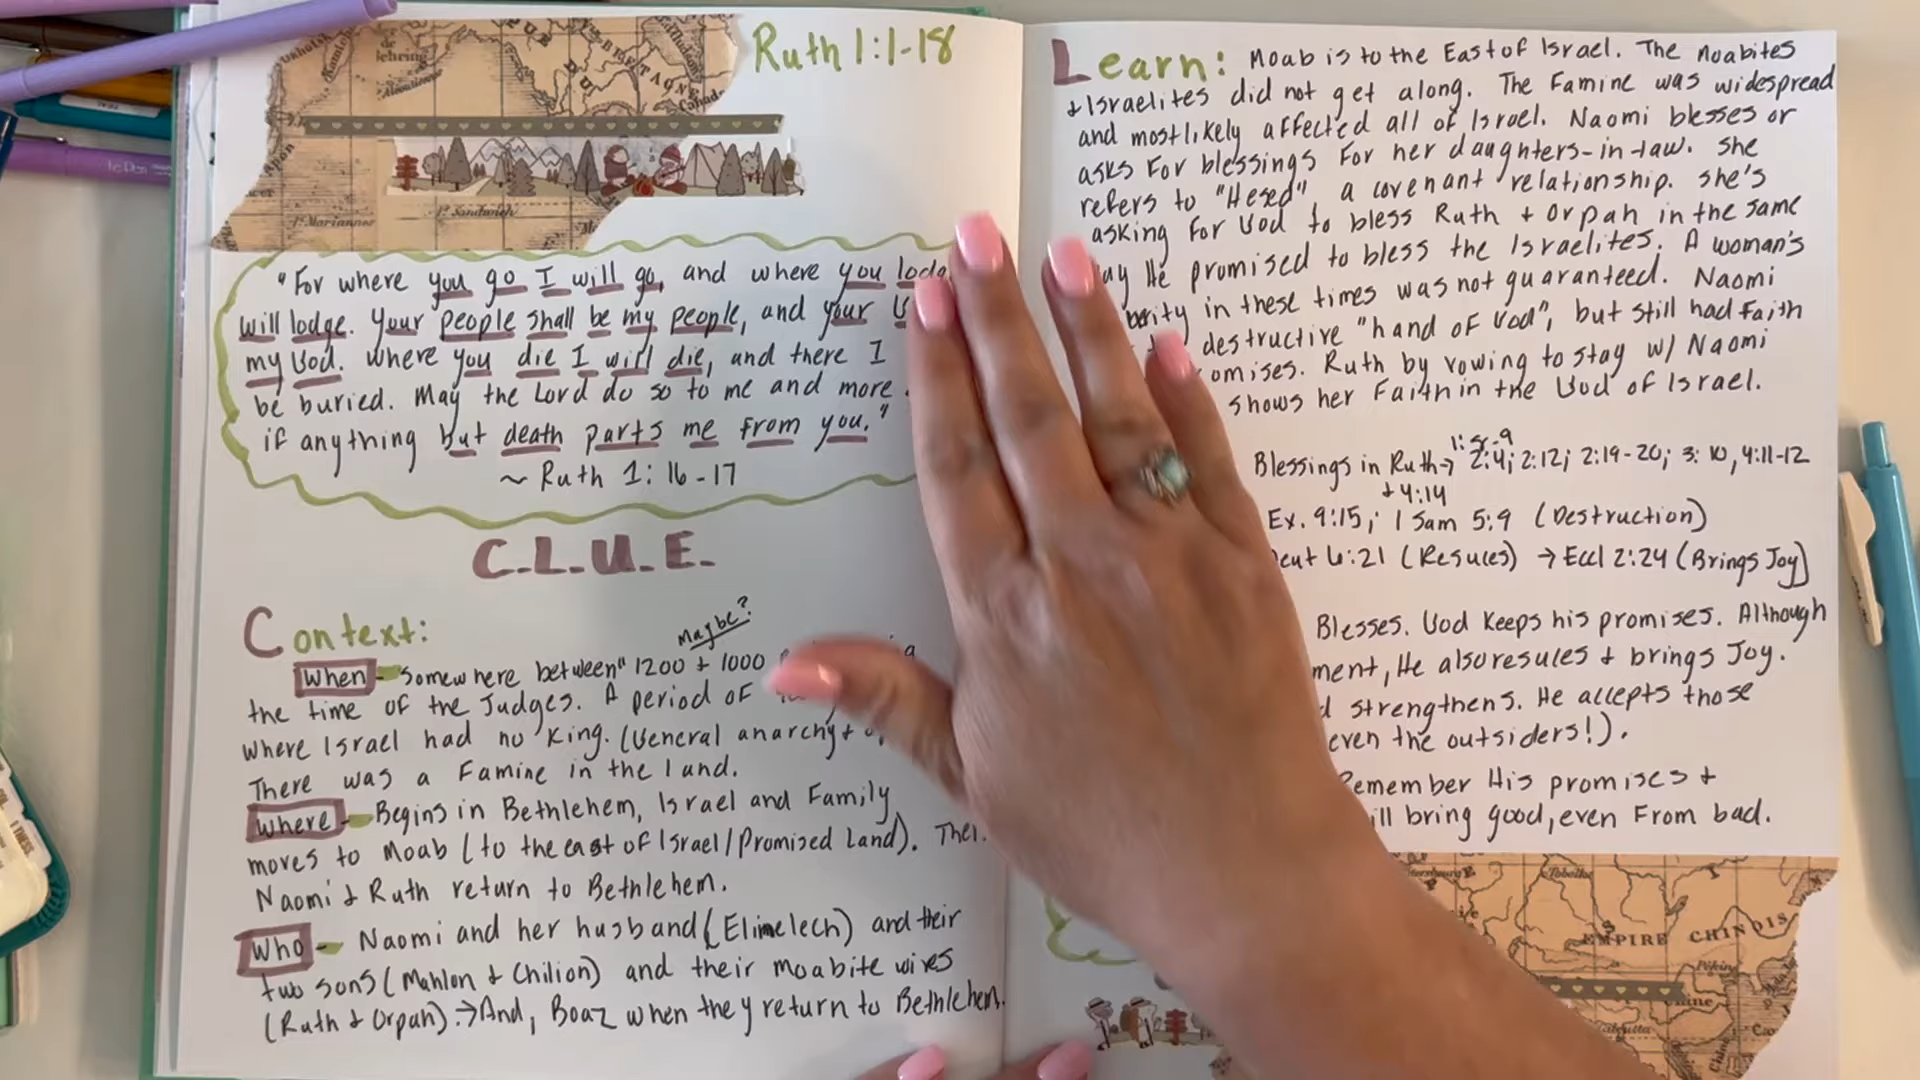 Ruth 1:1-18
"For where you go I will go, and where you lodge
will lodge. Your people shall be my people, and your
my God. Where you die I will die, and there I
be buried. May the Lord do so to me and more
if anything but death parts me from you."
~ Ruth 1:16-17
C.L.U.E.
Context:
Maybe?
When - Somewhere between 1200 + 1000
the time of the Judges. A period of
where Israel had no King. (General anarchy +
There was a Famine in the land.
Where - Begins in Bethlehem, Israel and Family
moves to Moab (to the east of Israel/Promised Land). Then
Naomi + Ruth return to Bethlehem.
Who - Naomi and her husband (Elimelech) and their
two sons (Mahlon + Chilion) and their moabite wives
(Ruth + Orpah). → And, Boaz when they return to Bethlehem.
Learn: Moab is to the East of Israel. The Moabites
+ Israelites did not get along. The Famine was widespread
and most likely affected all of Israel. Naomi blesses or
asks For blessings For her daughters-in-law. She
refers to "Hesed" a covenant relationship. She's
asking For God to bless Ruth + Orpah in the same
way He promised to bless the Israelites. A woman's
in these times was not guaranteed. Naomi
destructive "hand of God", but still had Faith
promises. Ruth by vowing to stay w/ Naomi
shows her Faith in the God of Israel.
1:8-9
Blessings in Ruth → 2:4; 2:12; 2:19-20; 3:10, 4:11-12
+ 4:14
Ex. 9:15; 1 Sam 5:9 (Destruction)
Deut 6:21 (Rescues) → Eccl 2:24 (Brings Joy)
Blesses. God Keeps his promises. Although
He also rescues + brings Joy.
strengthens. He accepts those
even the outsiders!).
Remember His promises +
will bring good, even From bad.
EMPIRE CHINOIS